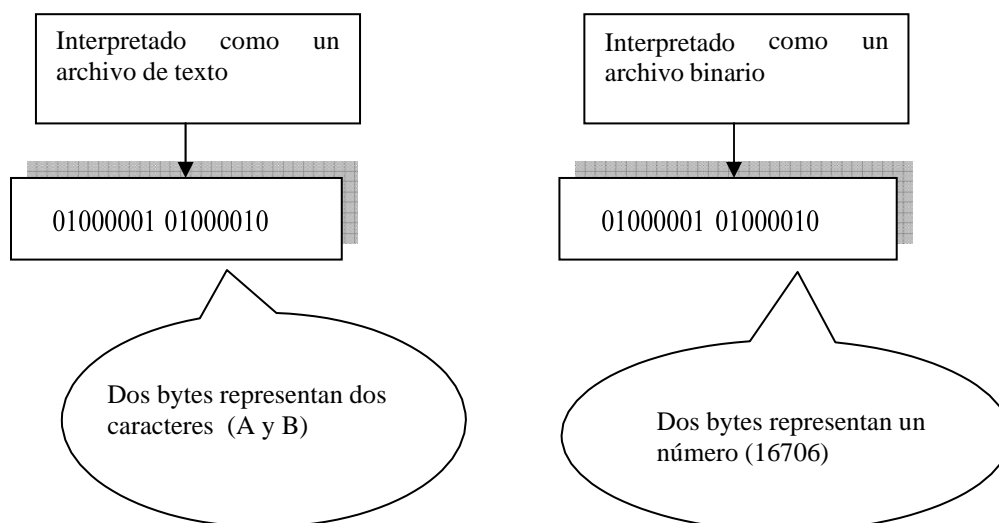 Interpretado como un
archivo de texto
01000001 01000010
Dos bytes representan dos
caracteres (A y B)
Interpretado como un
archivo binario
01000001 01000010
Dos bytes representan un
número (16706)